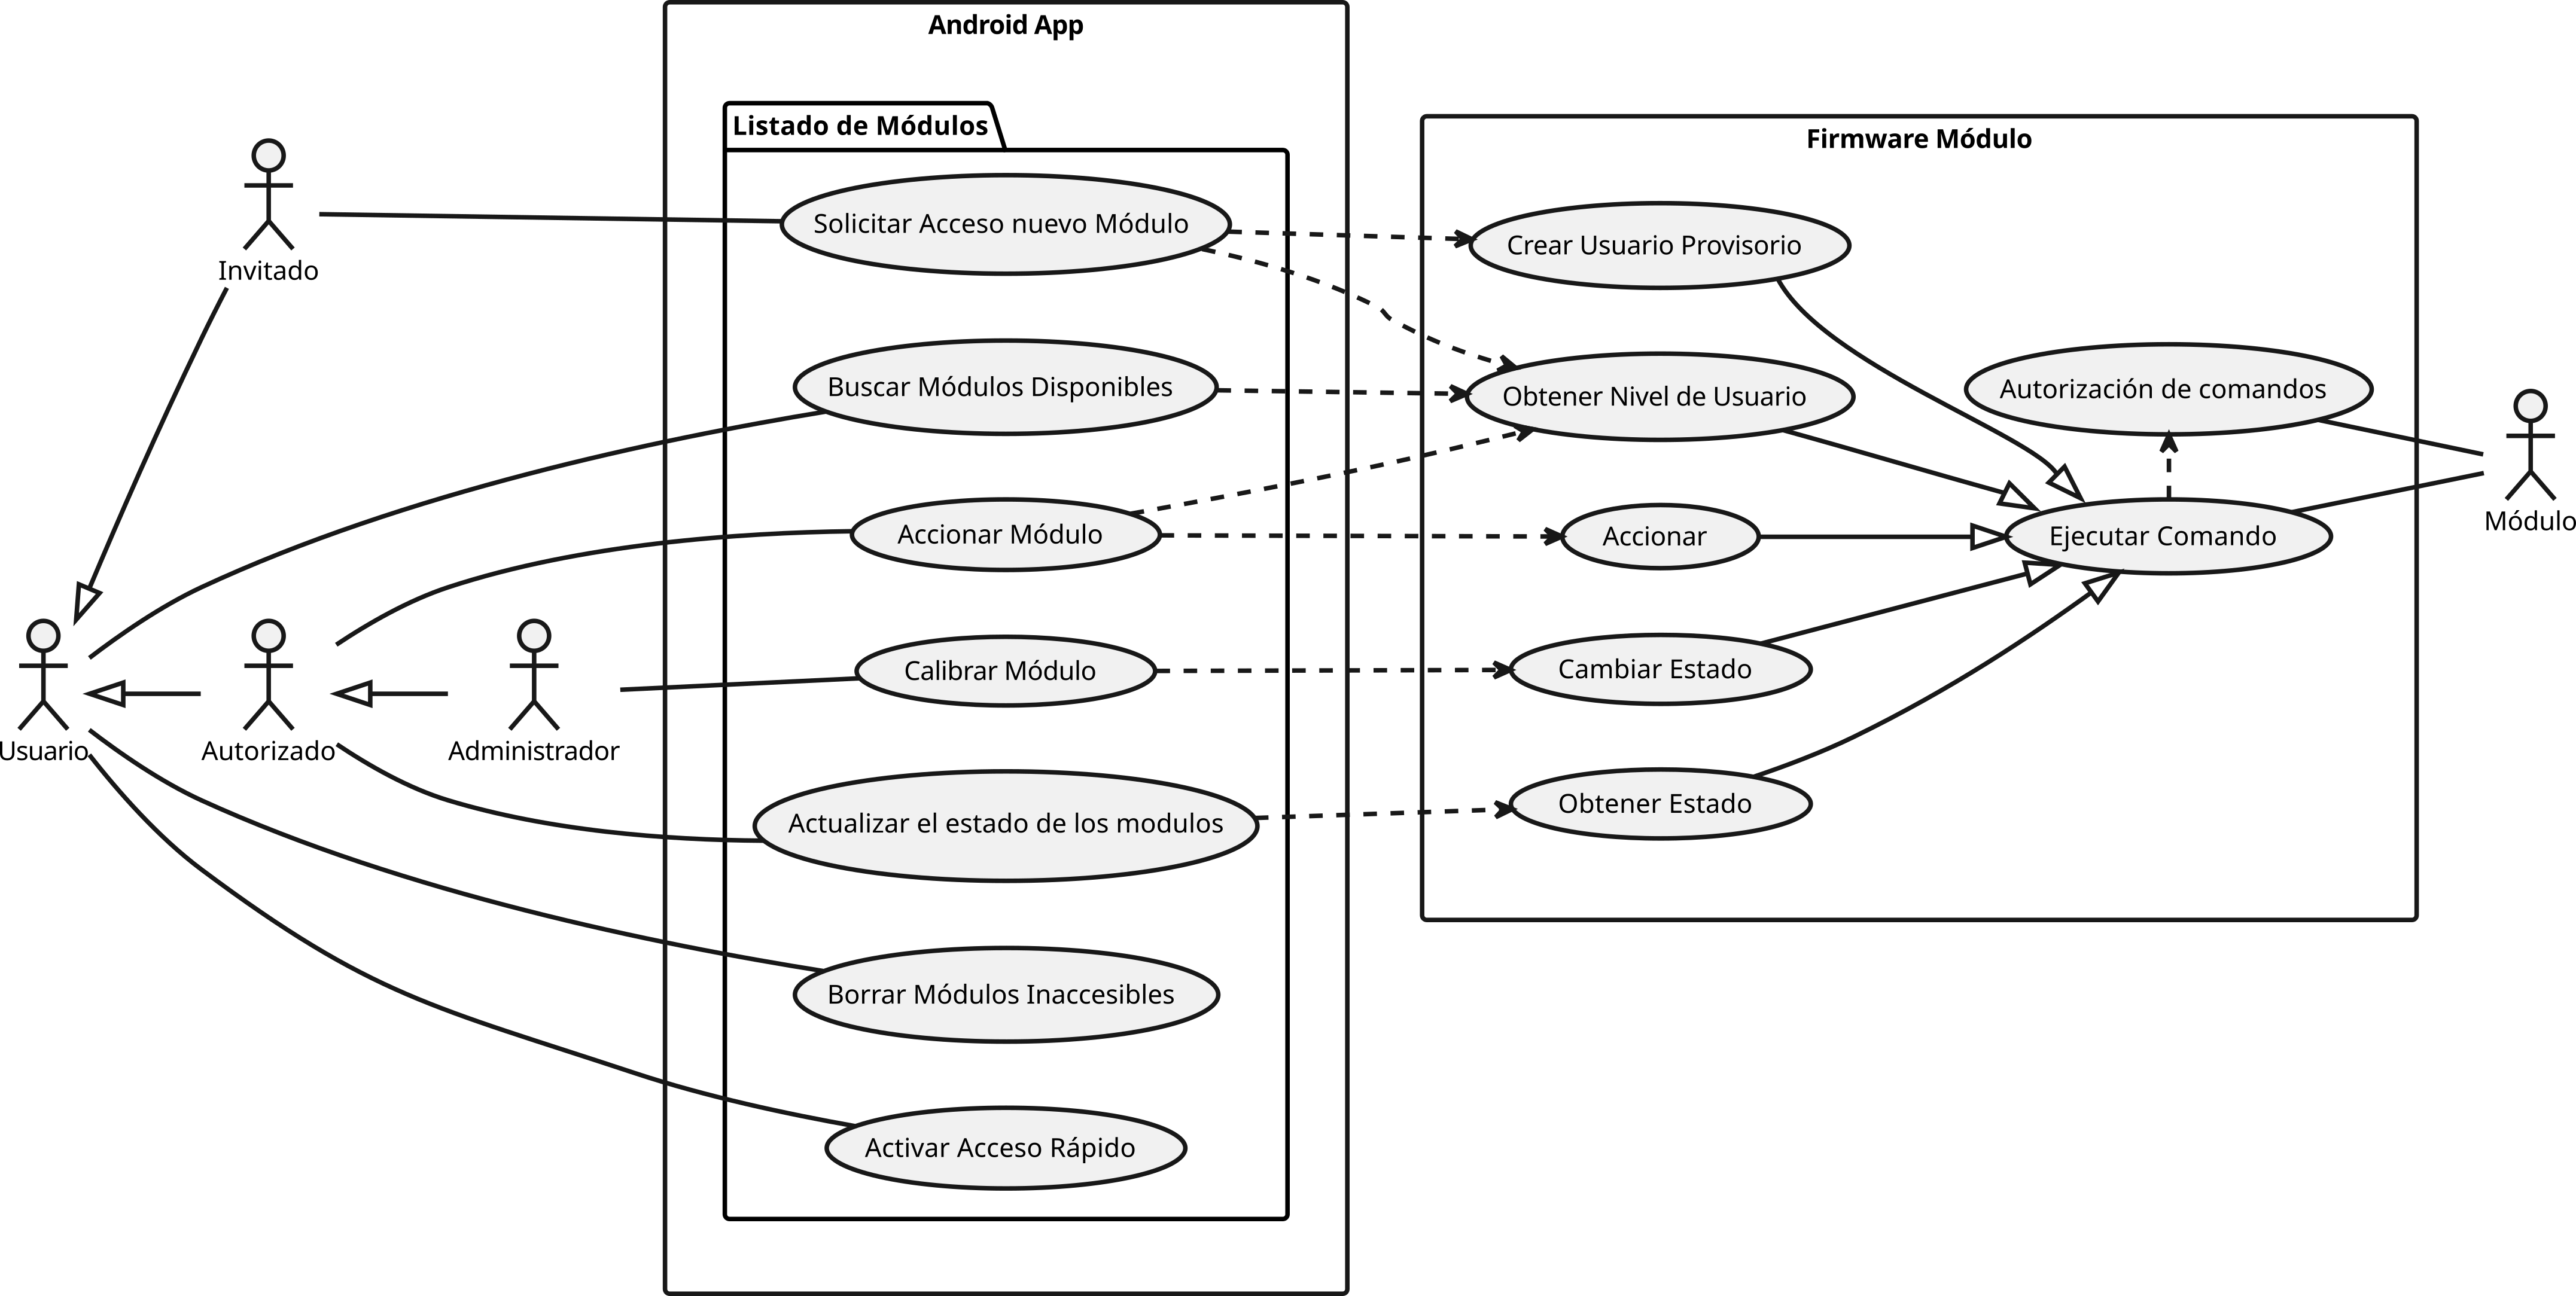 Android App
Listado de Módulos
Firmware Módulo
Invitado
Solicitar Acceso nuevo Módulo
Crear Usuario Provisorio
Buscar Módulos Disponibles
Obtener Nivel de Usuario
Autorización de comandos
Accionar Módulo
Accionar
Ejecutar Comando
Módulo
Calibrar Módulo
Cambiar Estado
Usuario
Autorizado
Administrador
Actualizar el estado de los modulos
Obtener Estado
Borrar Módulos Inaccesibles
Activar Acceso Rápido